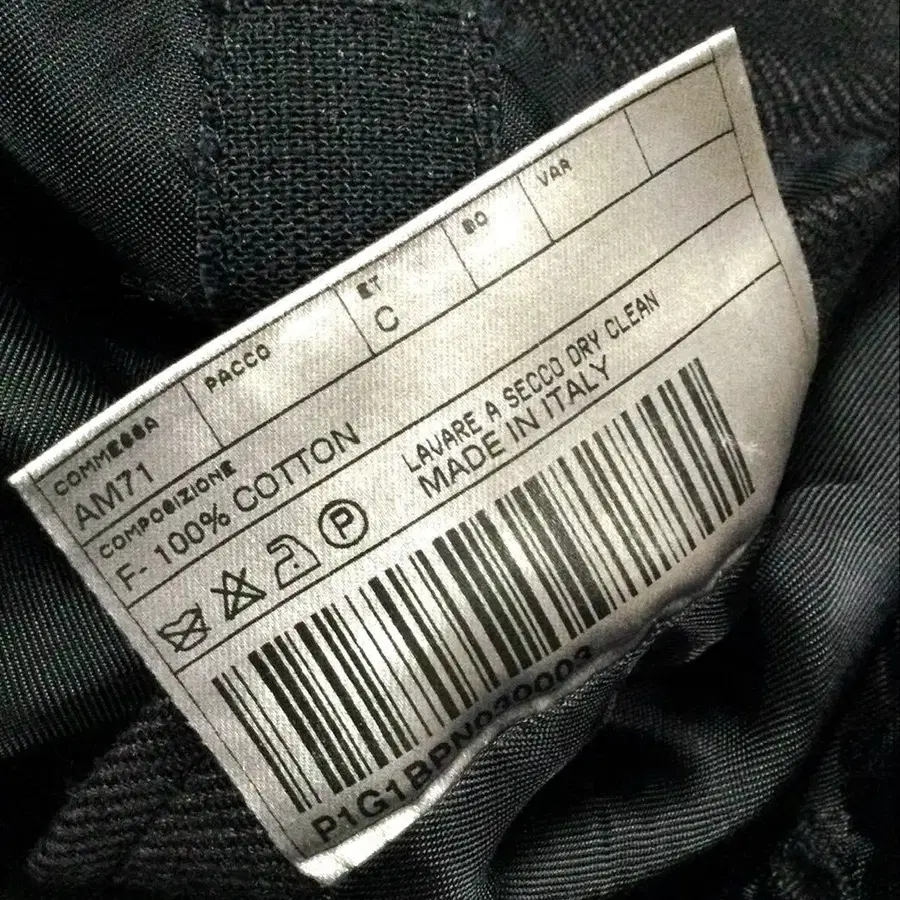 COMMESSA PACCO ET BO VAR
AM71 C
COMPOSIZIONE
F- 100% COTTON
LAVARE A SECCO DRY CLEAN
MADE IN ITALY
P
P1G1BPN030003